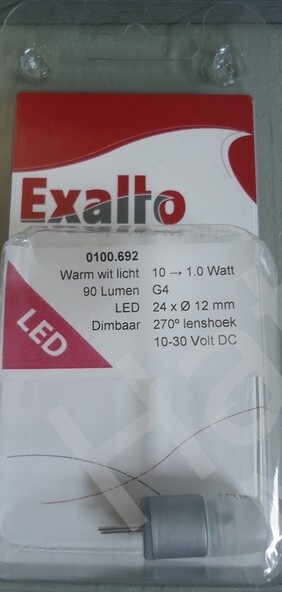 Exalto
0100.692
Warm wit licht 10 → 1.0 Watt
90 Lumen G4
LED 24 x Ø 12 mm
Dimbaar 270º lenshoek
10-30 Volt DC
LED